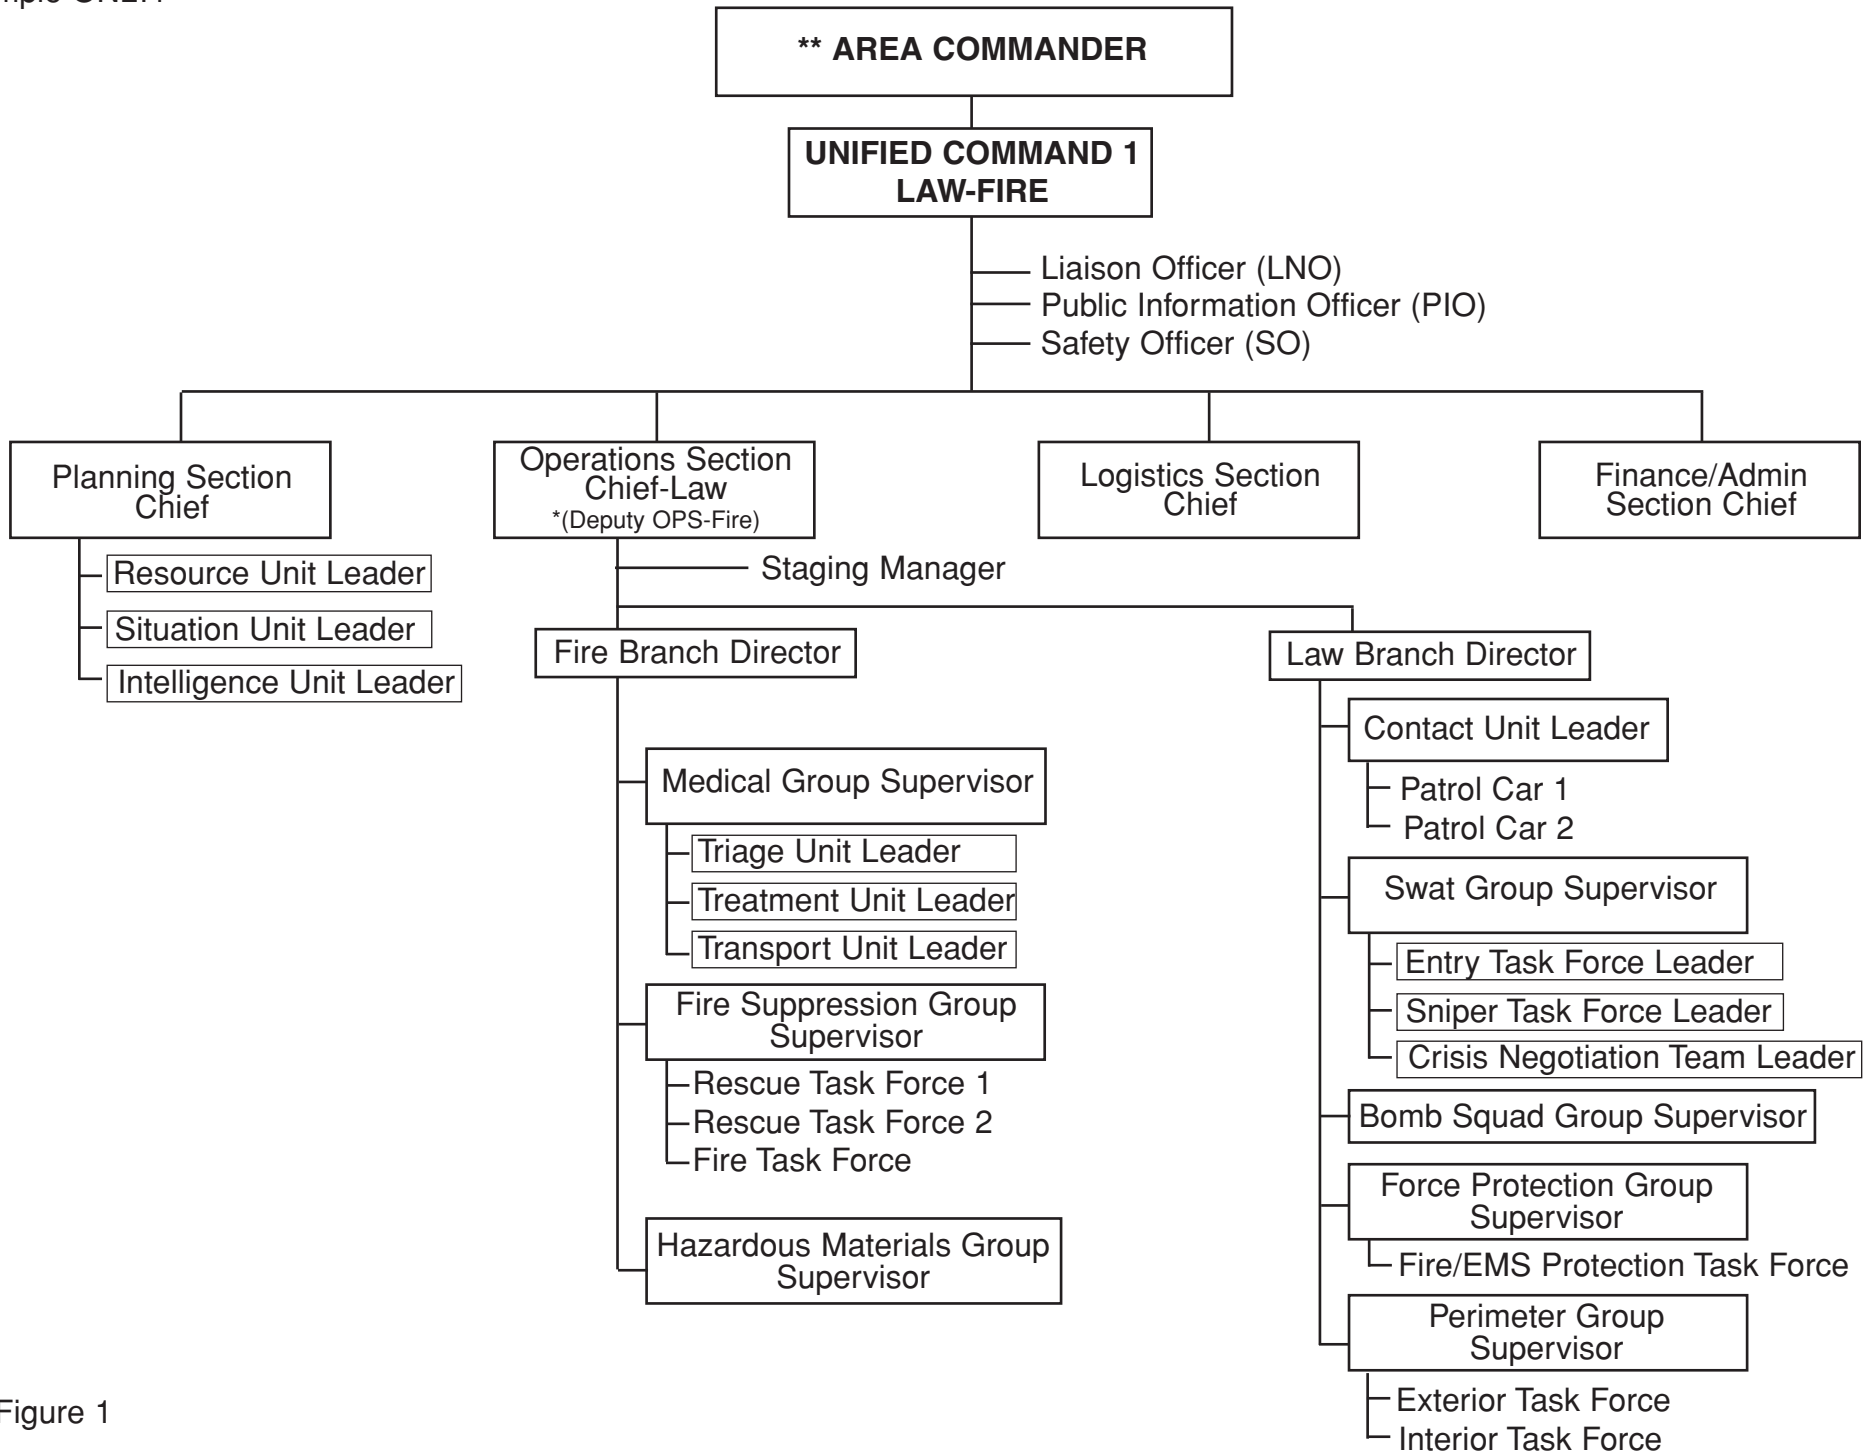 ** AREA COMMANDER
UNIFIED COMMAND 1
LAW-FIRE
Liaison Officer (LNO)
Public Information Officer (PIO)
Safety Officer (SO)
Planning Section
Chief
Operations Section
Chief-Law
*(Deputy OPS-Fire)
Logistics Section
Chief
Finance/Admin
Section Chief
Resource Unit Leader
Situation Unit Leader
Intelligence Unit Leader
Staging Manager
Fire Branch Director
Medical Group Supervisor
Triage Unit Leader
Treatment Unit Leader
Transport Unit Leader
Fire Suppression Group
Supervisor
Rescue Task Force 1
Rescue Task Force 2
Fire Task Force
Hazardous Materials Group
Supervisor
Law Branch Director
Contact Unit Leader
Patrol Car 1
Patrol Car 2
Swat Group Supervisor
Entry Task Force Leader
Sniper Task Force Leader
Crisis Negotiation Team Leader
Bomb Squad Group Supervisor
Force Protection Group
Supervisor
Fire/EMS Protection Task Force
Perimeter Group
Supervisor
Exterior Task Force
Interior Task Force
Figure 1